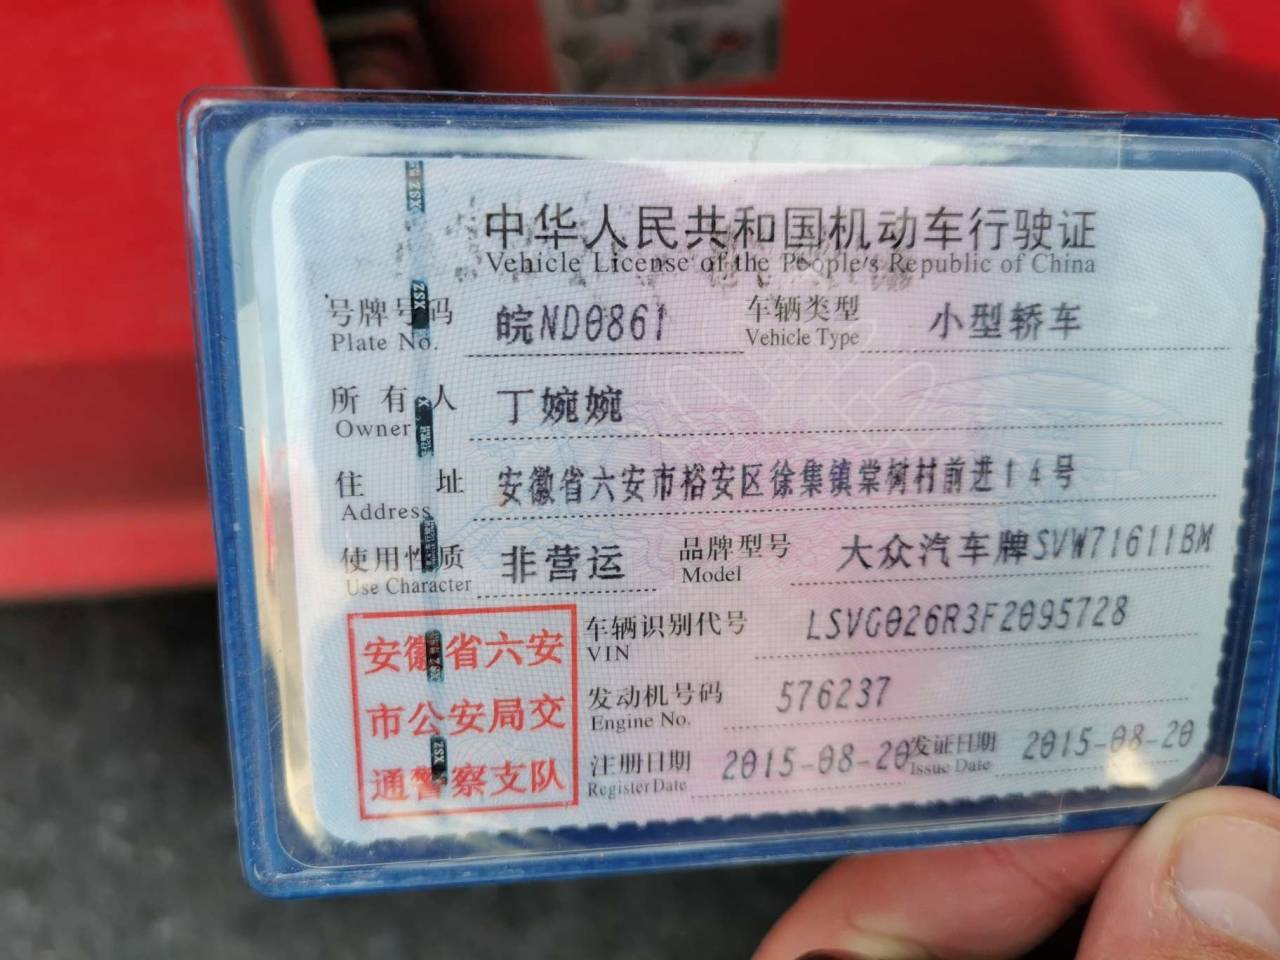 中华人民共和国机动车行驶证
Vehicle License of the People's Republic of China
号牌号码 皖ND0861 车辆类型 小型轿车
Plate No. Vehicle Type
所有人 丁婉婉
Owner
住址 安徽省六安市裕安区徐集镇棠树村前进14号
Address
使用性质 非营运 品牌型号 大众汽车牌SVW71611BM
Use Character Model
车辆识别代号 LSVG026R3F2095728
VIN
发动机号码 576237
Engine No.
注册日期 2015-08-20 发证日期 2015-08-20
Register Date Issue Date
安徽省六安
市公安局交
通警察支队